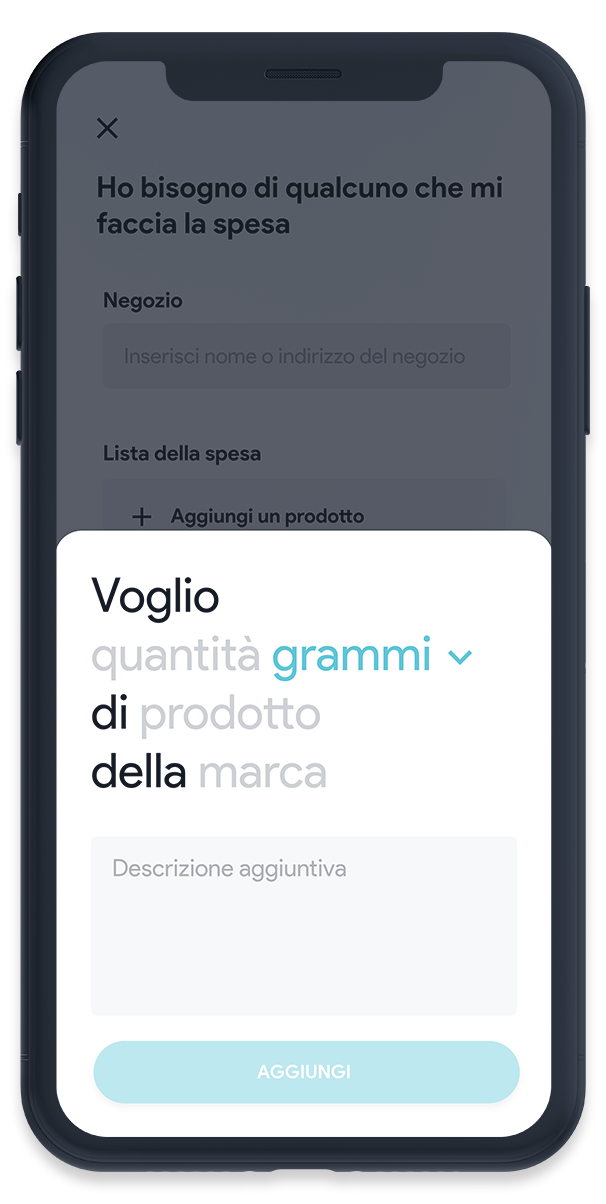 Ho bisogno di qualcuno che mi
faccia la spesa
Negozio
Inserisci nome o indirizzo del negozio
Lista della spesa
+ Aggiungi un prodotto
Voglio
quantità grammi
di prodotto
della marca
Descrizione aggiuntiva
AGGIUNGI